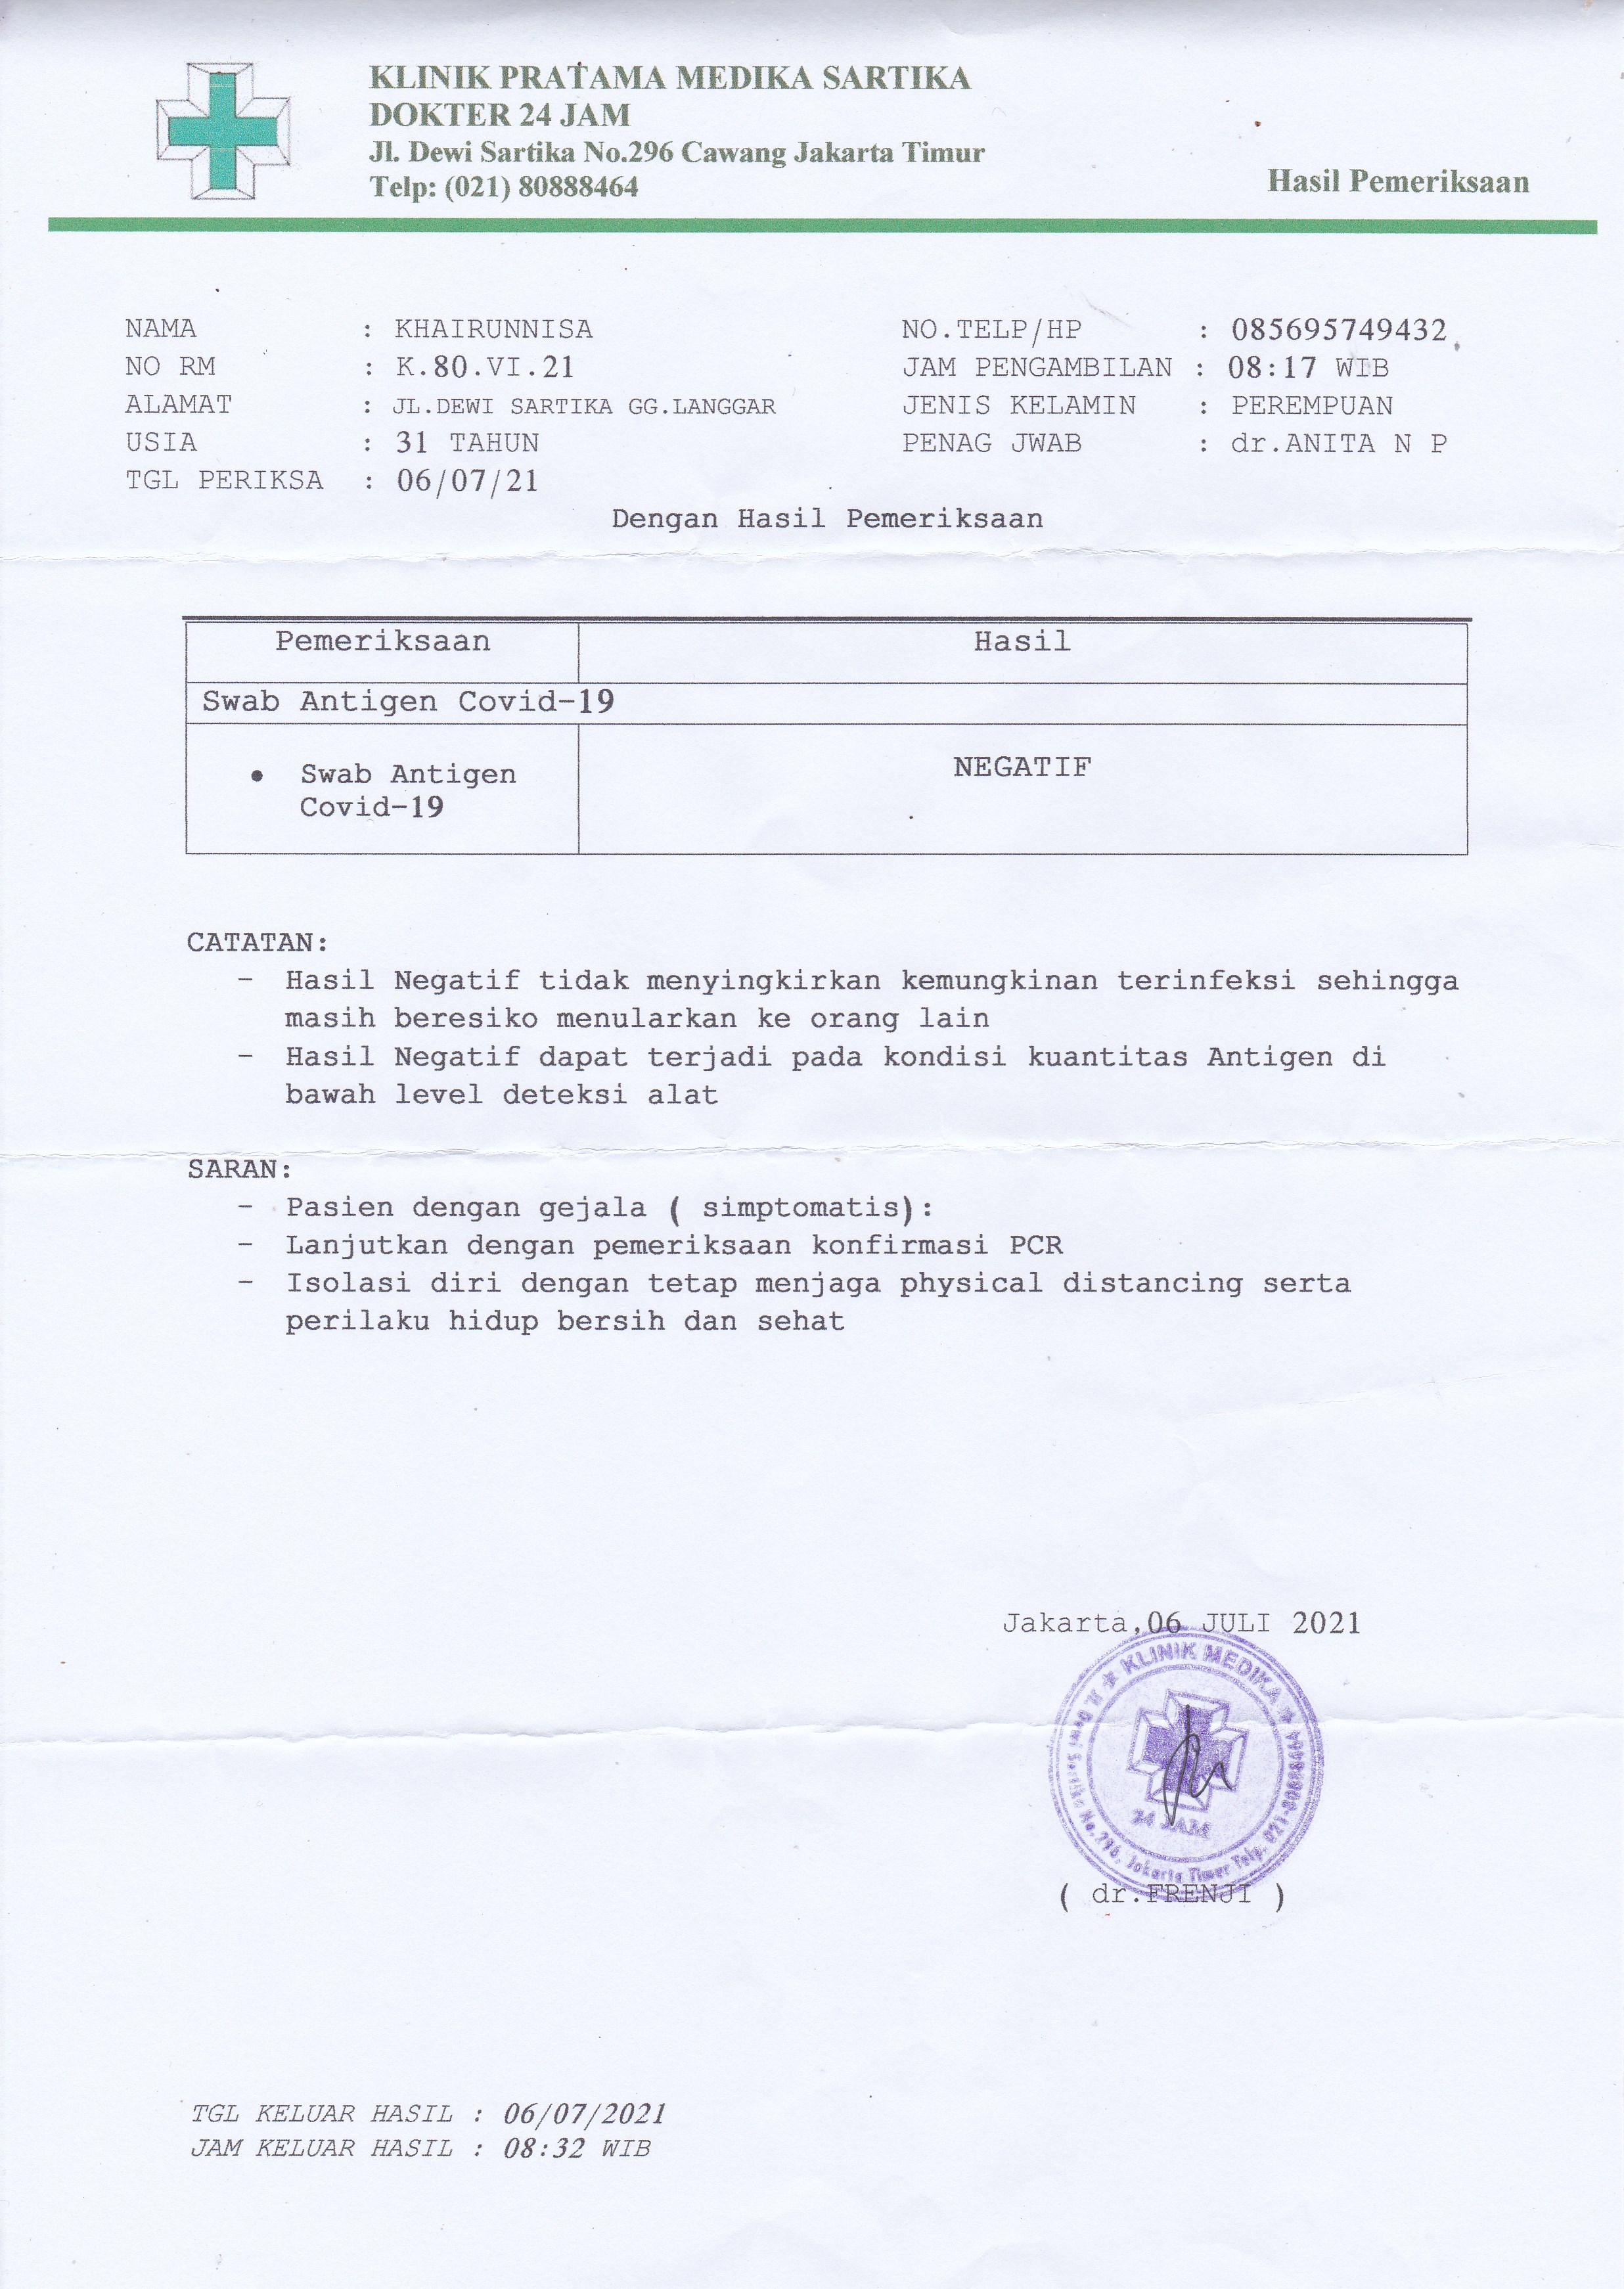 KLINIK PRATAMA MEDIKA SARTIKA
DOKTER 24 JAM
Jl. Dewi Sartika No.296 Cawang Jakarta Timur
Telp: (021) 80888464
Hasil Pemeriksaan
NAMA : KHAIRUNNISA
NO RM : K.80.VI.21
ALAMAT : JL.DEWI SARTIKA GG.LANGGAR
USIA : 31 TAHUN
TGL PERIKSA : 06/07/21
NO.TELP/HP : 085695749432
JAM PENGAMBILAN : 08:17 WIB
JENIS KELAMIN : PEREMPUAN
PENAG JWAB : dr.ANITA N P
Dengan Hasil Pemeriksaan
Pemeriksaan Hasil
Swab Antigen Covid-19
• Swab Antigen
Covid-19
NEGATIF
CATATAN:
- Hasil Negatif tidak menyingkirkan kemungkinan terinfeksi sehingga
masih beresiko menularkan ke orang lain
- Hasil Negatif dapat terjadi pada kondisi kuantitas Antigen di
bawah level deteksi alat
SARAN:
- Pasien dengan gejala ( simptomatis):
- Lanjutkan dengan pemeriksaan konfirmasi PCR
- Isolasi diri dengan tetap menjaga physical distancing serta
perilaku hidup bersih dan sehat
Jakarta,06 JULI 2021
KLINIK MEDIKA
24 JAM
Jl. Dewi Sartika No.296, Jakarta Timur Telp. 021-80888464
( dr.FRENJI )
TGL KELUAR HASIL : 06/07/2021
JAM KELUAR HASIL : 08:32 WIB